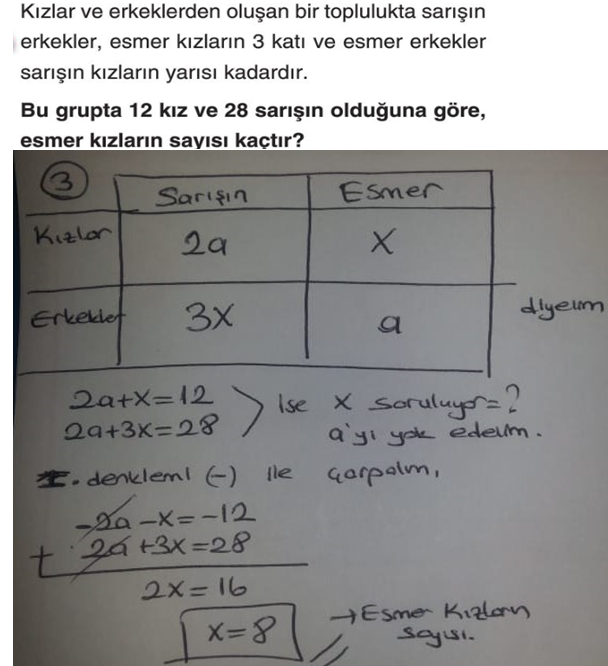 Kızlar ve erkeklerden oluşan bir toplulukta sarışın
erkekler, esmer kızların 3 katı ve esmer erkekler
sarışın kızların yarısı kadardır.
Bu grupta 12 kız ve 28 sarışın olduğuna göre,
esmer kızların sayısı kaçtır?
3
Sarışın Esmer
Kızlar 2a X
Erkekler 3X a diyelim
2a+X=12
2a+3X=28
ise X soruluyor=?
a'yı yok edelim.
I. denklemi (-) ile çarpalım,
-2a-X=-12
+ 2a+3X=28
2X=16
X=8
→ Esmer Kızların
sayısı.